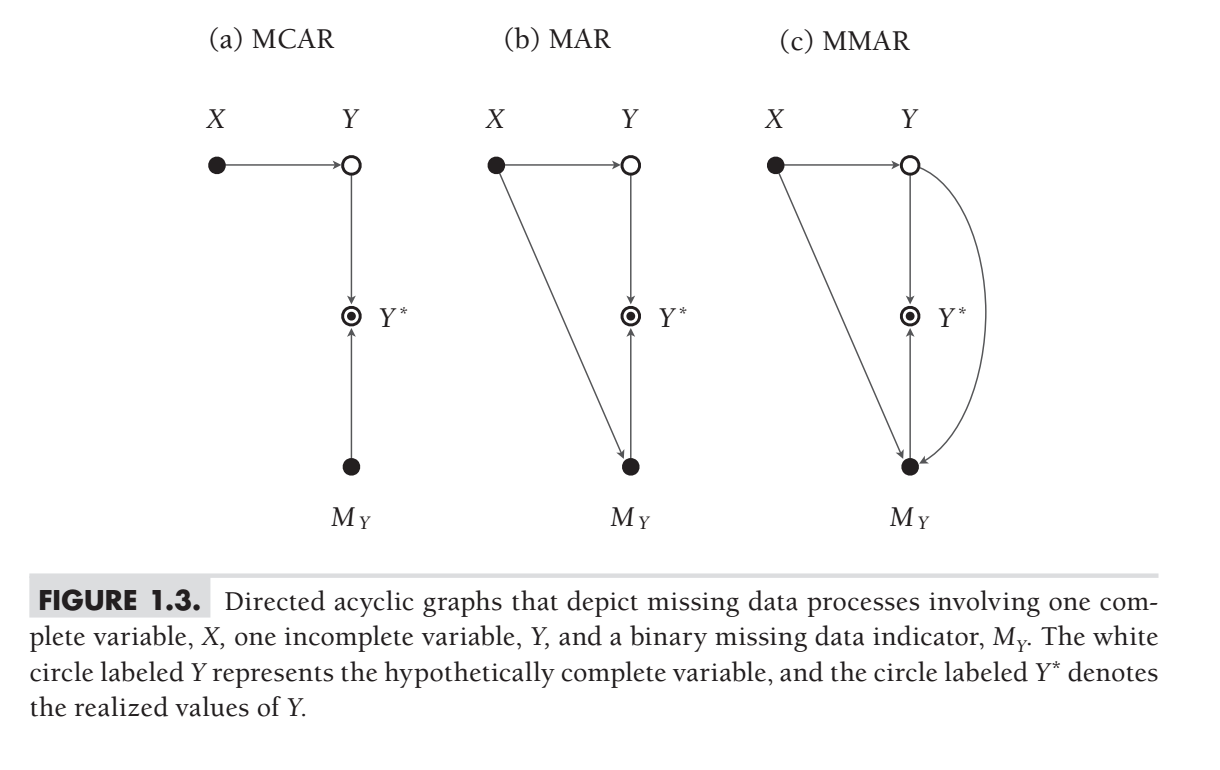 (a) MCAR (b) MAR (c) MMAR
X Y X Y X Y
Y* Y* Y*
M_Y M_Y M_Y
FIGURE 1.3. Directed acyclic graphs that depict missing data processes involving one com-
plete variable, X, one incomplete variable, Y, and a binary missing data indicator, M_Y. The white
circle labeled Y represents the hypothetically complete variable, and the circle labeled Y* denotes
the realized values of Y.